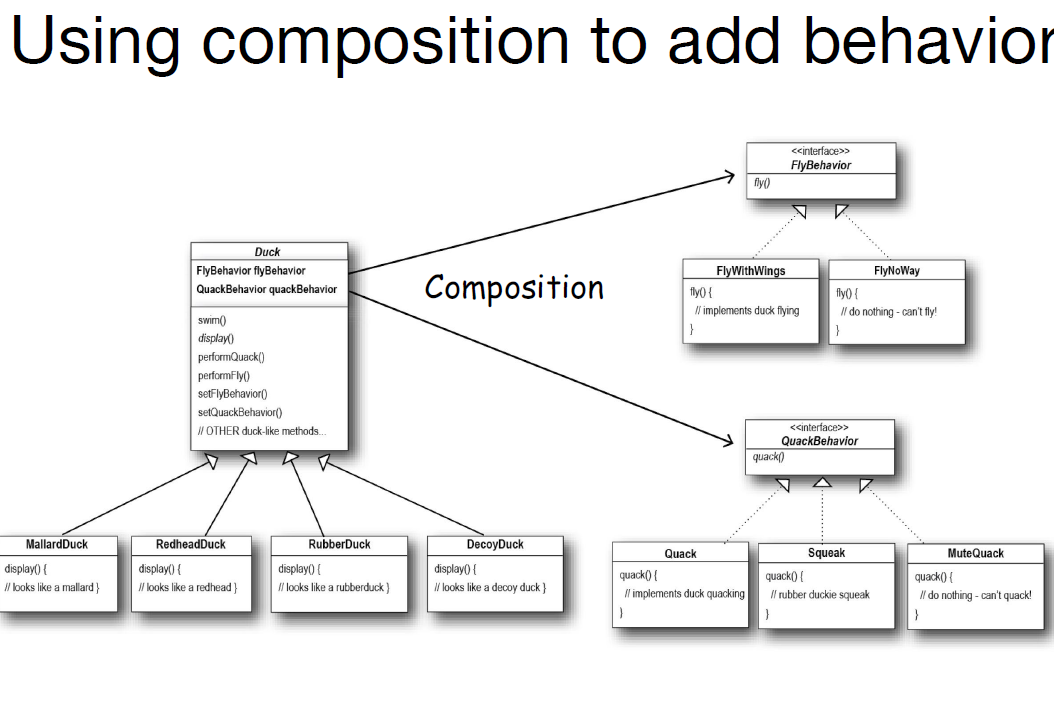 Using composition to add behavior
<<interface>>
FlyBehavior
fly()
Duck
FlyBehavior flyBehavior
QuackBehavior quackBehavior
swim()
display()
performQuack()
performFly()
setFlyBehavior()
setQuackBehavior()
// OTHER duck-like methods...
Composition
FlyWithWings
fly() {
// implements duck flying
}
FlyNoWay
fly() {
// do nothing - can't fly!
}
<<interface>>
QuackBehavior
quack()
MallardDuck
display() {
// looks like a mallard }
RedheadDuck
display() {
// looks like a redhead }
RubberDuck
display() {
// looks like a rubberduck }
DecoyDuck
display() {
// looks like a decoy duck }
Quack
quack() {
// implements duck quacking
}
Squeak
quack() {
// rubber duckie squeak
}
MuteQuack
quack() {
// do nothing - can't quack!
}